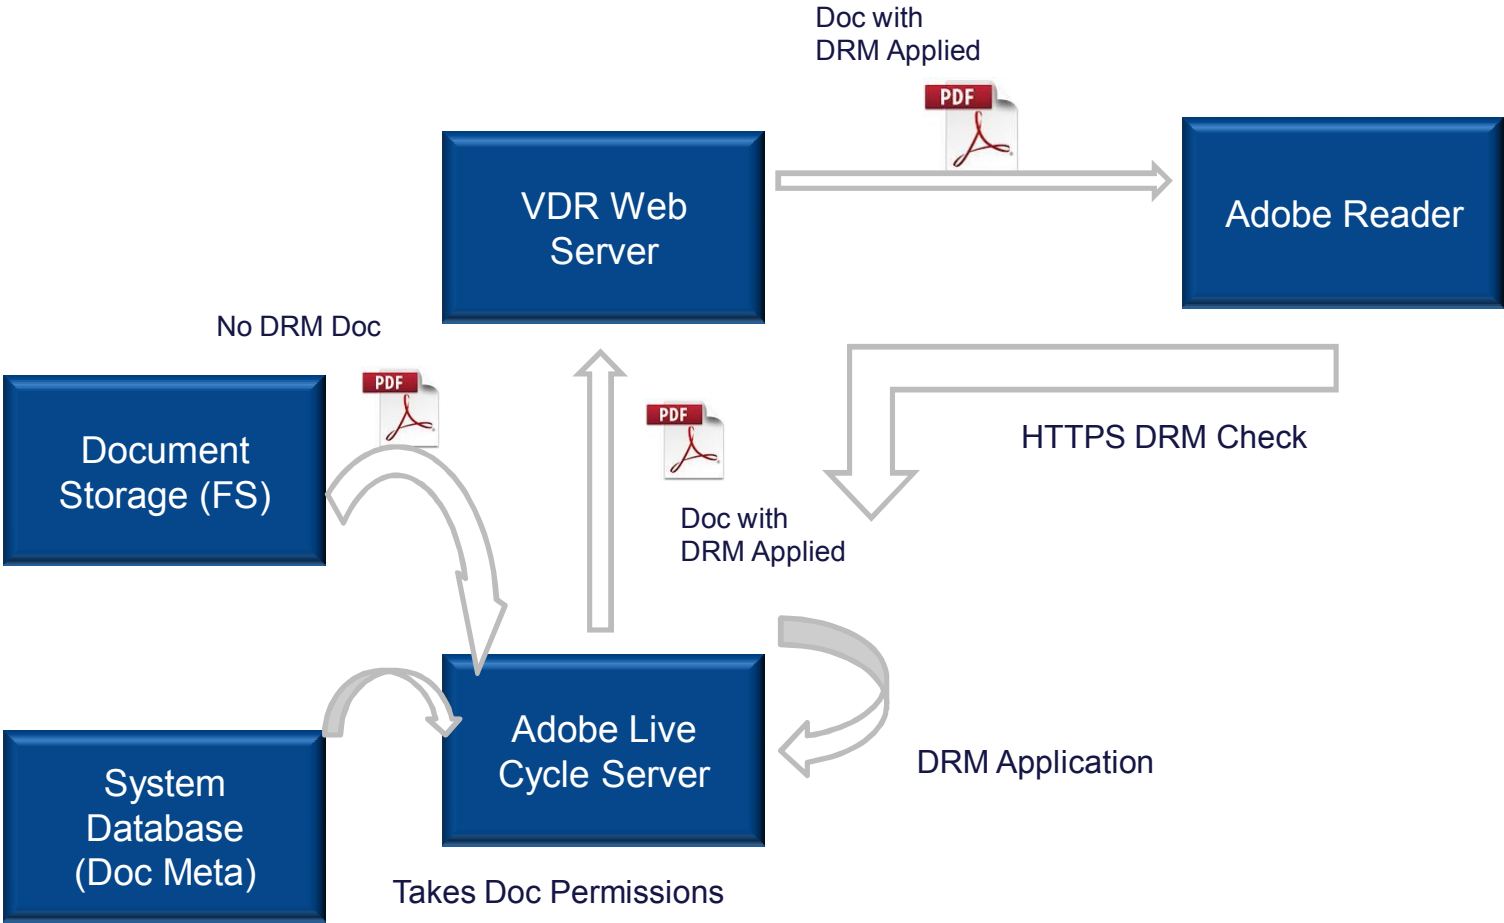 Doc with
DRM Applied
PDF
VDR Web
Server
Adobe Reader
No DRM Doc
PDF
PDF
Document
Storage (FS)
HTTPS DRM Check
Doc with
DRM Applied
Adobe Live
Cycle Server
DRM Application
System
Database
(Doc Meta)
Takes Doc Permissions